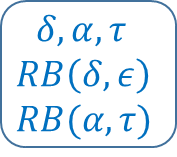 δ, α, τ
RB(δ, ϵ)
RB(α, τ)